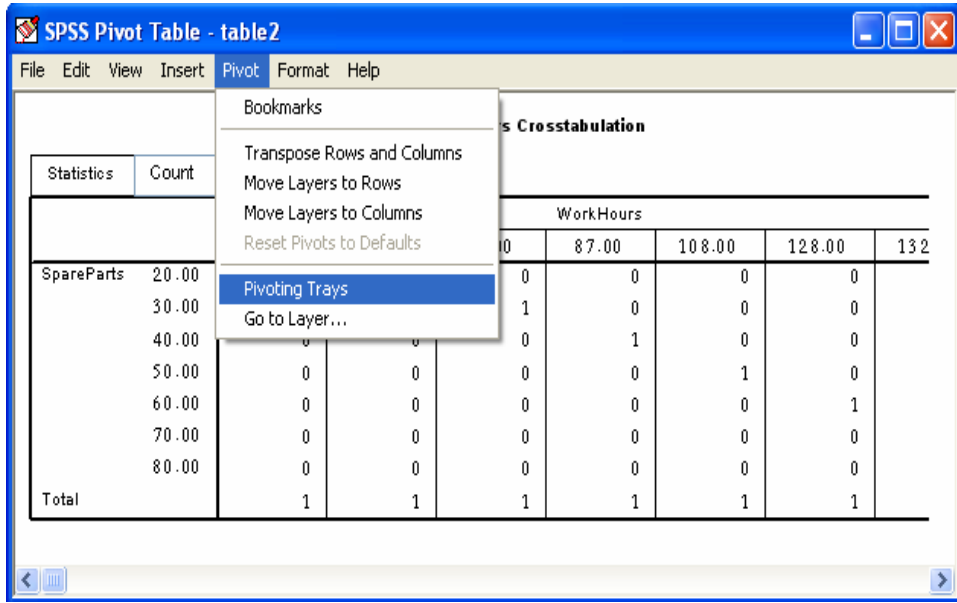 SPSS Pivot Table - table2
File Edit View Insert Pivot Format Help
Bookmarks
Transpose Rows and Columns
Move Layers to Rows
Move Layers to Columns
Reset Pivots to Defaults
Pivoting Trays
Go to Layer...
s Crosstabulation
Statistics Count
WorkHours
0 87.00 108.00 128.00 132
SpareParts 20.00 0 0 0 0
30.00 1 0 0 0
40.00 0 0 0 1 0 0
50.00 0 0 0 0 1 0
60.00 0 0 0 0 0 1
70.00 0 0 0 0 0 0
80.00 0 0 0 0 0 0
Total 1 1 1 1 1 1